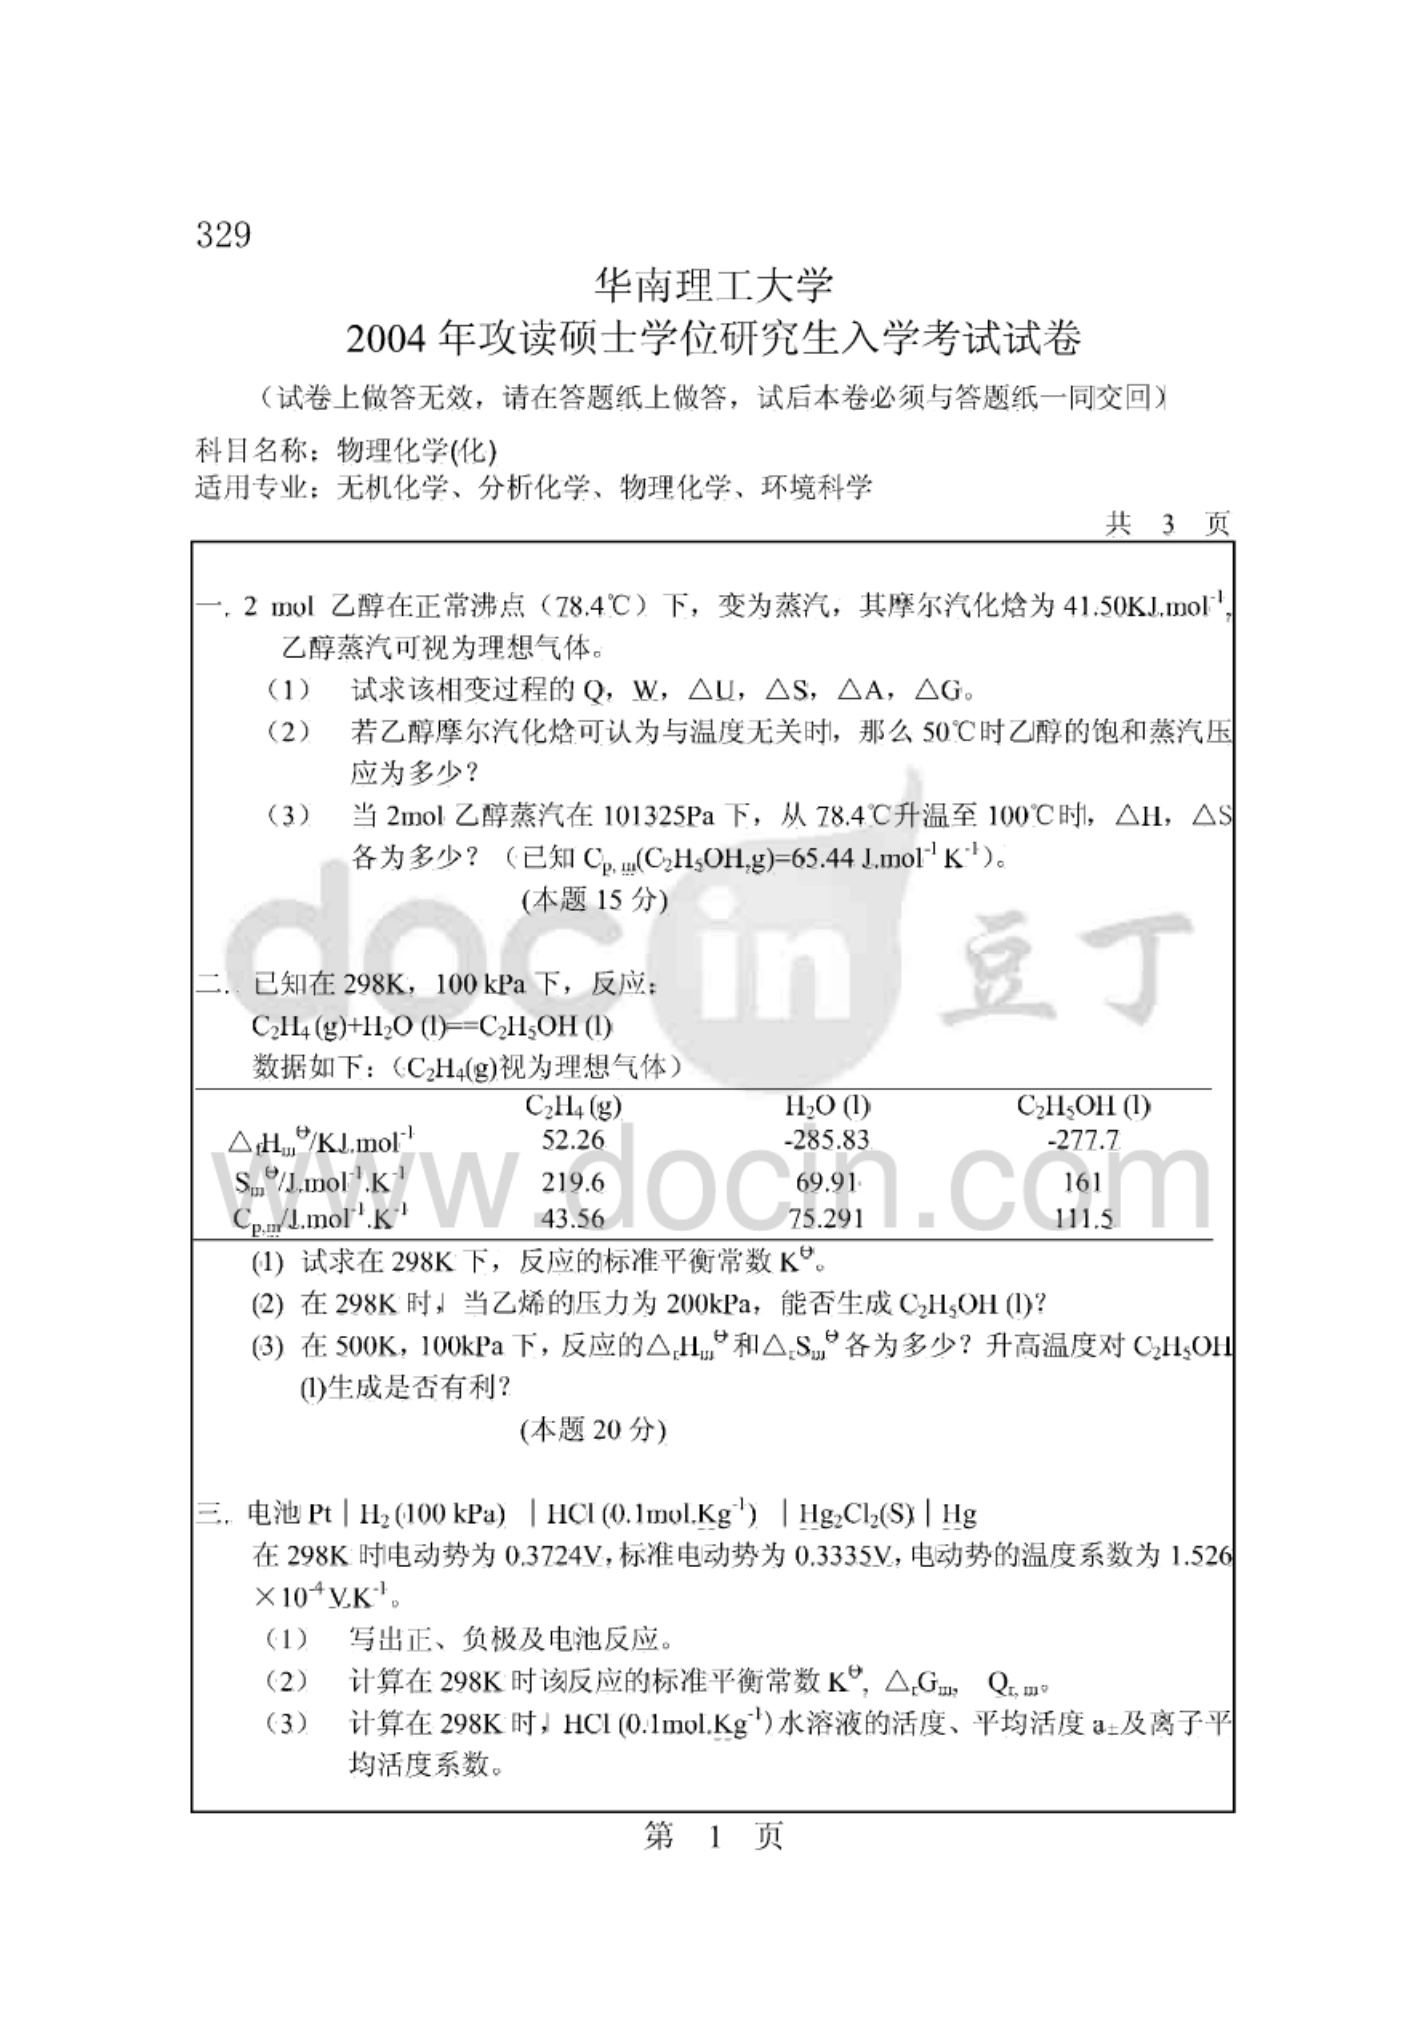 329
华南理工大学
2004 年攻读硕士学位研究生入学考试试卷
（试卷上做答无效，请在答题纸上做答，试后本卷必须与答题纸一同交回）
科目名称：物理化学(化)
适用专业：无机化学、分析化学、物理化学、环境科学
共 3 页
一. 2 mol 乙醇在正常沸点（78.4℃）下，变为蒸汽，其摩尔汽化焓为 41.50KJ.mol⁻¹,
乙醇蒸汽可视为理想气体。
（1） 试求该相变过程的 Q，W，△U，△S，△A，△G。
（2） 若乙醇摩尔汽化焓可认为与温度无关时，那么 50℃时乙醇的饱和蒸汽压
应为多少？
（3） 当 2mol 乙醇蒸汽在 101325Pa 下，从 78.4℃升温至 100℃时，△H，△S
各为多少？（已知 Cp, m(C₂H₅OH,g)=65.44 J.mol⁻¹ K⁻¹）。
(本题 15 分)
二. 已知在 298K，100 kPa 下，反应：
C₂H₄ (g)+H₂O (l)==C₂H₅OH (l)
数据如下：（C₂H₄(g)视为理想气体）
C₂H₄ (g) H₂O (l) C₂H₅OH (l)
△fHmΘ/KJ.mol⁻¹ 52.26 -285.83 -277.7
SmΘ/J.mol⁻¹.K⁻¹ 219.6 69.91 161
Cp,m/J.mol⁻¹.K⁻¹ 43.56 75.291 111.5
(1) 试求在 298K 下，反应的标准平衡常数 KΘ。
(2) 在 298K 时，当乙烯的压力为 200kPa，能否生成 C₂H₅OH (l)？
(3) 在 500K，100kPa 下，反应的△rHmΘ和△rSmΘ各为多少？升高温度对 C₂H₅OH
(l)生成是否有利？
(本题 20 分)
三. 电池 Pt｜H₂ (100 kPa) ｜HCl (0.1mol.Kg⁻¹) ｜Hg₂Cl₂(S)｜Hg
在 298K 时电动势为 0.3724V，标准电动势为 0.3335V，电动势的温度系数为 1.526
×10⁻⁴ V.K⁻¹。
（1） 写出正、负极及电池反应。
（2） 计算在 298K 时该反应的标准平衡常数 KΘ, △rGm, Qr, m。
（3） 计算在 298K 时，HCl (0.1mol.Kg⁻¹)水溶液的活度、平均活度 a±及离子平
均活度系数。
第 1 页
docin 豆丁
www.docin.com